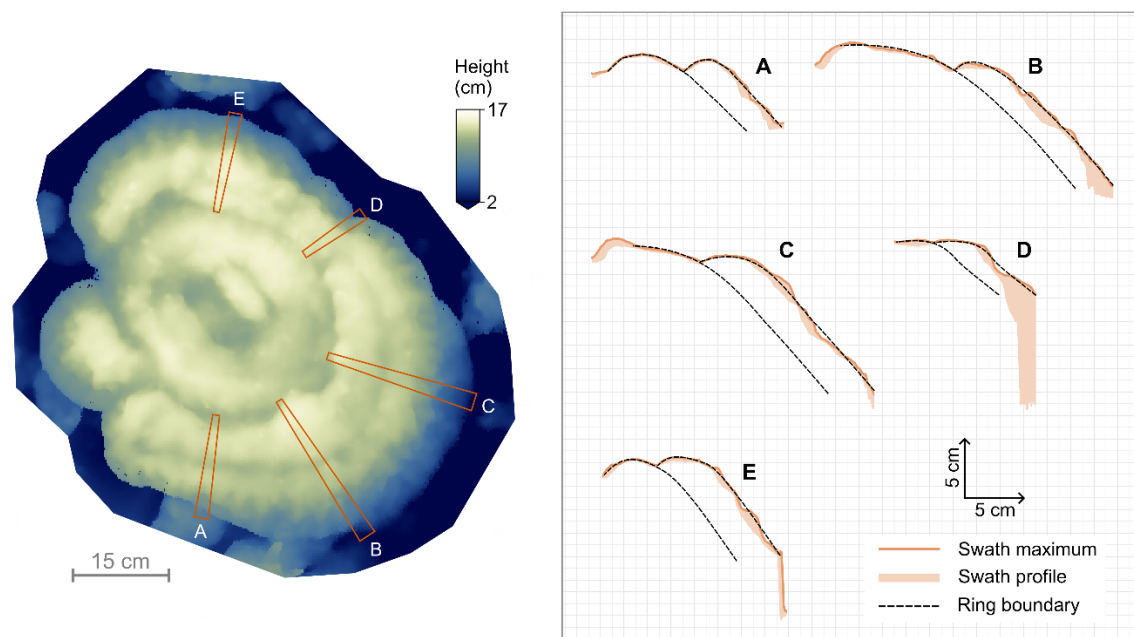 Height
(cm)
17
2
E
D
C
B
A
15 cm
A
B
C
D
E
5 cm
5 cm
Swath maximum
Swath profile
Ring boundary